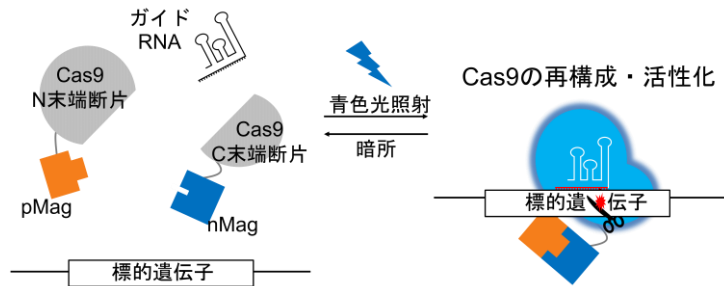 ガイド
RNA
Cas9
N末端断片
pMag
Cas9
C末端断片
nMag
標的遺伝子
青色光照射
暗所
Cas9の再構成・活性化
標的遺伝子